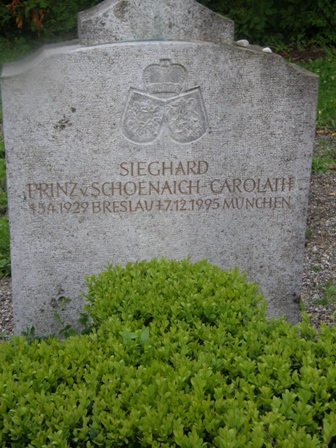 SIEGHARD
PRINZ v. SCHOENAICH-CAROLATH
*5.4.1929 BRESLAU †7.12.1995 MÜNCHEN